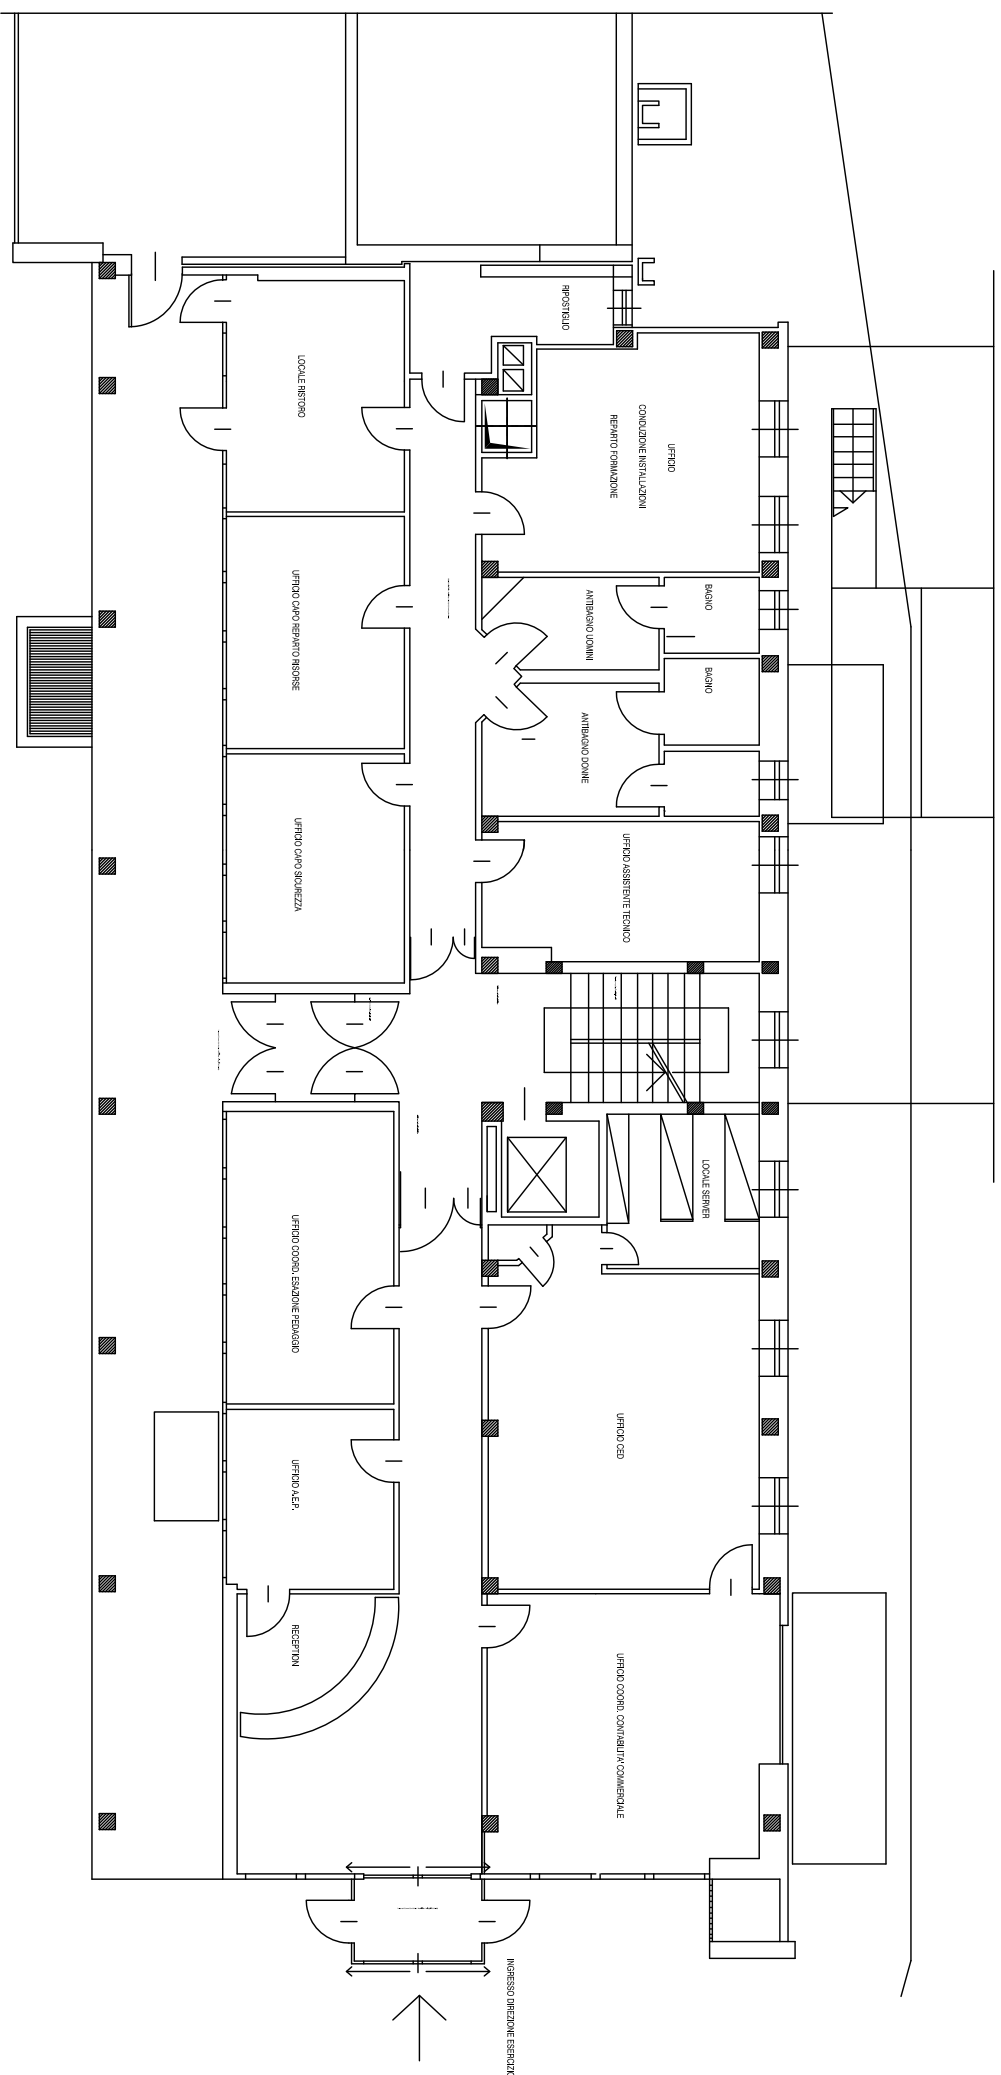 RIPOSTIGLIO
LOCALE RISTORO
UFFICIO
CONDUZIONE INSTALLAZIONI
REPARTO FORMAZIONE
UFFICIO CAPO REPARTO RISORSE
ANTIBAGNO UOMINI
BAGNO
BAGNO
ANTIBAGNO DONNE
UFFICIO CAPO SICUREZZA
UFFICIO ASSISTENTE TECNICO
LOCALE SERVER
UFFICIO COORD. ESAZIONE PEDAGGIO
UFFICIO CED
UFFICIO A.E.P.
RECEPTION
UFFICIO COORD. CONTABILITA' COMMERCIALE
INGRESSO DIREZIONE